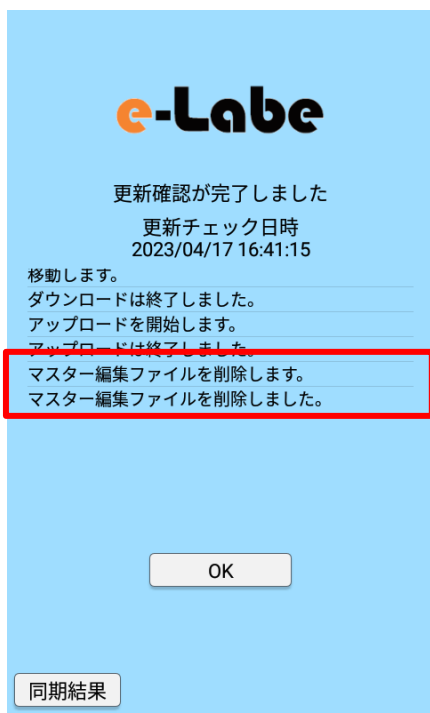 e-Labe
更新確認が完了しました
更新チェック日時
2023/04/17 16:41:15
移動します。
ダウンロードは終了しました。
アップロードを開始します。
アップロードは終了しました。
マスター編集ファイルを削除します。
マスター編集ファイルを削除しました。
OK
同期結果